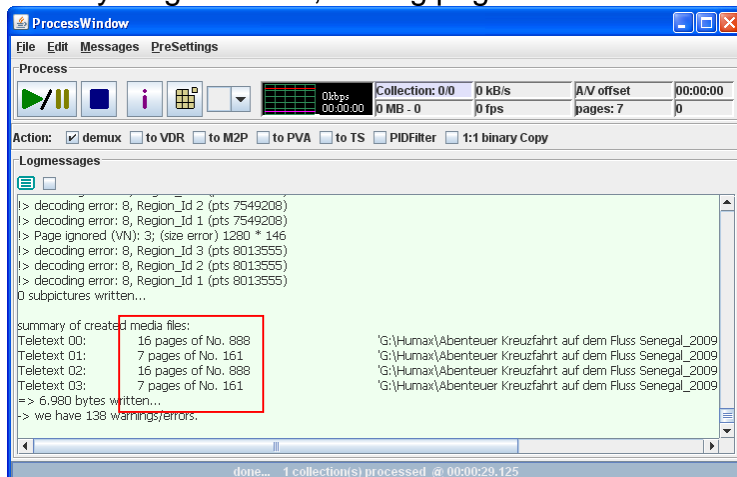 ProcessWindow
File Edit Messages PreSettings
Process
0kbps Collection: 0/0 0 kB/s A/V offset 00:00:00
00:00:00 0 MB - 0 0 fps pages: 7 0
Action: demux to VDR to M2P to PVA to TS PIDFilter 1:1 binary Copy
Logmessages
!> decoding error: 8, Region_Id 2 (pts 7549208)
!> decoding error: 8, Region_Id 1 (pts 7549208)
!> Page ignored (VN): 3; (size error) 1280 * 146
!> decoding error: 8, Region_Id 3 (pts 8013555)
!> decoding error: 8, Region_Id 2 (pts 8013555)
!> decoding error: 8, Region_Id 1 (pts 8013555)
0 subpictures written...
summary of created media files:
Teletext 00: 16 pages of No. 888 'G:\Humax\Abenteuer Kreuzfahrt auf dem Fluss Senegal_2009
Teletext 01: 7 pages of No. 161 'G:\Humax\Abenteuer Kreuzfahrt auf dem Fluss Senegal_2009
Teletext 02: 16 pages of No. 888 'G:\Humax\Abenteuer Kreuzfahrt auf dem Fluss Senegal_2009
Teletext 03: 7 pages of No. 161 'G:\Humax\Abenteuer Kreuzfahrt auf dem Fluss Senegal_2009
=> 6.980 bytes written...
-> we have 138 warnings/errors.
done... 1 collection(s) processed @ 00:00:29.125